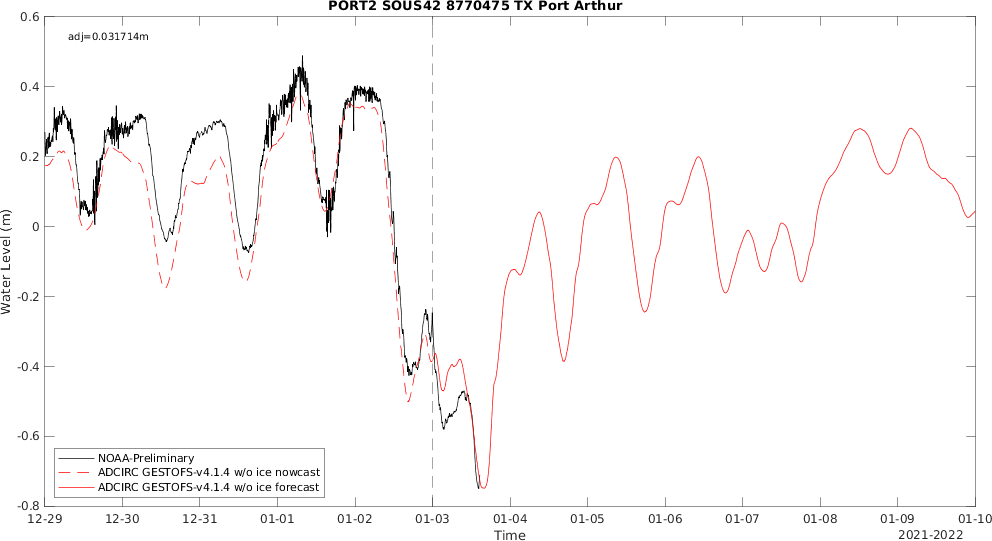 PORT2 SOUS42 8770475 TX Port Arthur
adj=0.031714m
0.6
0.4
0.2
0
-0.2
-0.4
-0.6
-0.8
Water Level (m)
NOAA-Preliminary
ADCIRC GESTOFS-v4.1.4 w/o ice nowcast
ADCIRC GESTOFS-v4.1.4 w/o ice forecast
12-29 12-30 12-31 01-01 01-02 01-03 01-04 01-05 01-06 01-07 01-08 01-09 01-10
Time
2021-2022